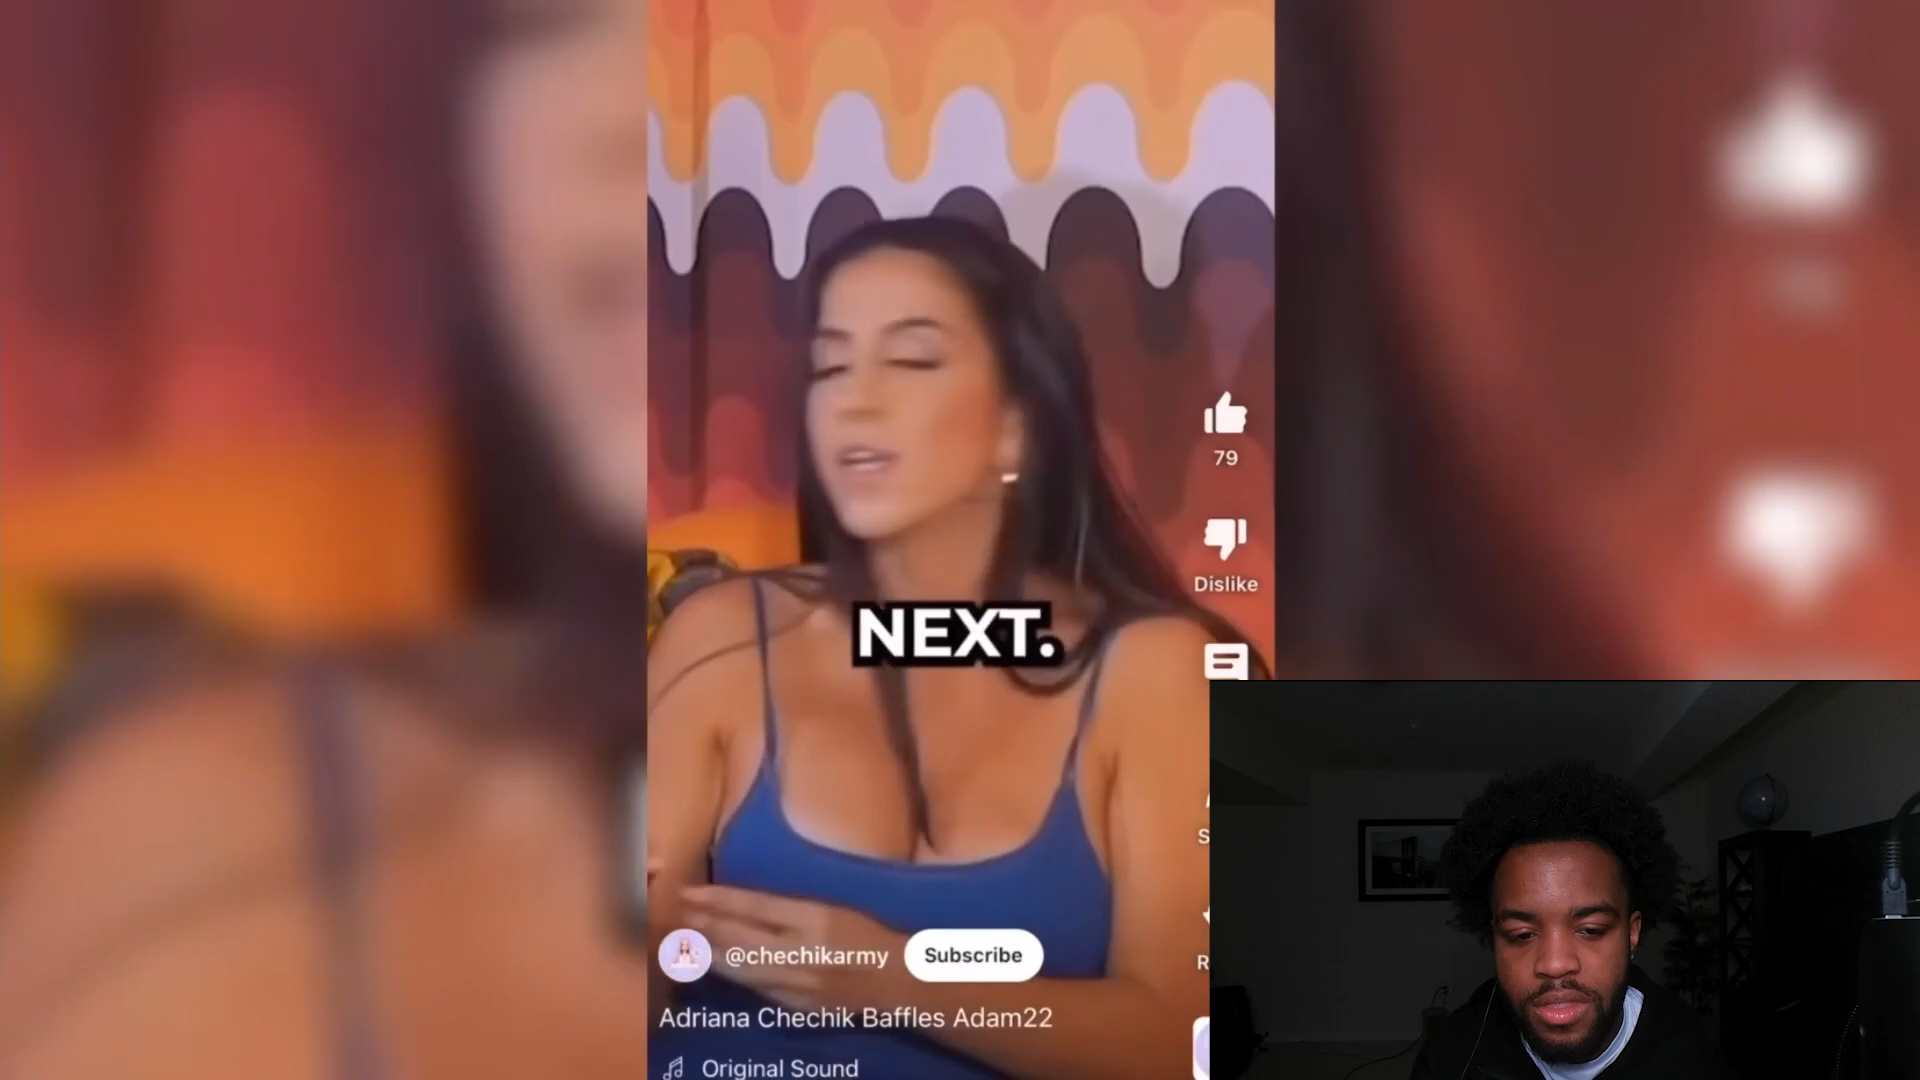 79
Dislike
NEXT.
S
@chechikarmy
Subscribe
R
Adriana Chechik Baffles Adam22
Original Sound